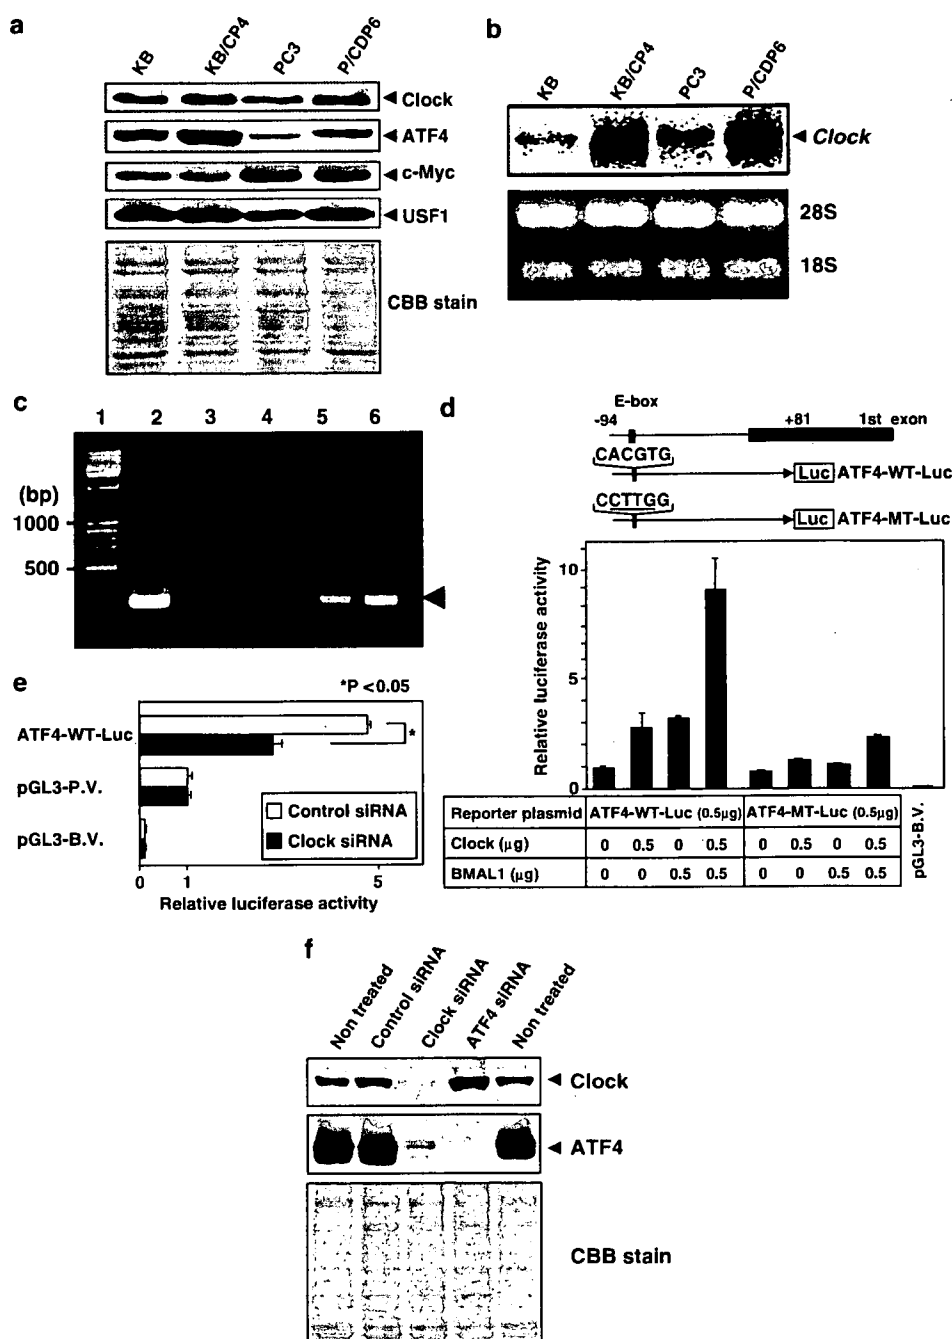 a
KB
KB/CP4
PC3
P/CDP6
Clock
ATF4
c-Myc
USF1
CBB stain
b
KB
KB/CP4
PC3
P/CDP6
Clock
28S
18S
c
1 2 3 4 5 6
(bp)
1000
500
d
E-box
-94 +81 1st exon
CACGTG
Luc ATF4-WT-Luc
CCTTGG
Luc ATF4-MT-Luc
Relative luciferase activity
10
5
0
Reporter plasmid ATF4-WT-Luc (0.5µg) ATF4-MT-Luc (0.5µg) pGL3-B.V.
Clock (µg) 0 0.5 0 0.5 0 0.5 0 0.5
BMAL1 (µg) 0 0 0.5 0.5 0 0 0.5 0.5
e
*P <0.05
ATF4-WT-Luc *
pGL3-P.V.
pGL3-B.V.
Control siRNA
Clock siRNA
0 1 5
Relative luciferase activity
f
Non treated
Control siRNA
Clock siRNA
ATF4 siRNA
Non treated
Clock
ATF4
CBB stain